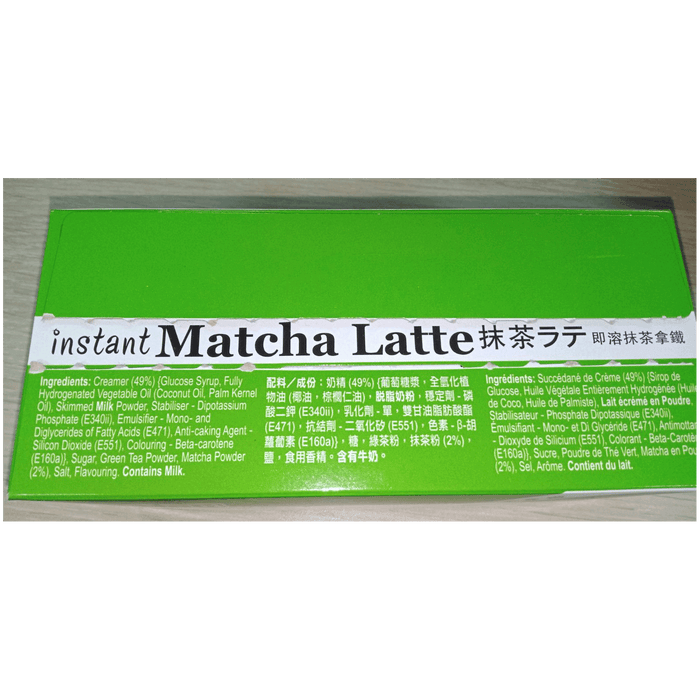 instant Matcha Latte 抹茶ラテ 即溶抹茶拿鐵
Ingredients: Creamer (49%) {Glucose Syrup, Fully
Hydrogenated Vegetable Oil (Coconut Oil, Palm Kernel
Oil), Skimmed Milk Powder, Stabiliser - Dipotassium
Phosphate (E340ii), Emulsifier - Mono- and
Diglycerides of Fatty Acids (E471), Anti-caking Agent -
Silicon Dioxide (E551), Colouring - Beta-carotene
(E160a)}, Sugar, Green Tea Powder, Matcha Powder
(2%), Salt, Flavouring. Contains Milk.
配料／成份：奶精 (49%) {葡萄糖漿，全氫化植
物油 (椰油，棕櫚仁油)，脱脂奶粉，穩定劑 - 磷
酸二鉀 (E340ii)，乳化劑 - 單，雙甘油脂肪酸酯
(E471)，抗結劑 - 二氧化矽 (E551)，色素 - β-胡
蘿蔔素 (E160a)}，糖，綠茶粉，抹茶粉 (2%)，
鹽，食用香精。含有牛奶。
Ingrédients: Succédané de Crème (49%) {Sirop de
Glucose, Huile Végétale Entièrement Hydrogénée (Huile
de Coco, Huile de Palmiste), Lait écrémé en Poudre,
Stabilisateur - Phosphate Dipotassique (E340ii),
Émulsifiant - Mono- et Di Glycéride (E471), Antimottan
- Dioxyde de Silicium (E551), Colorant - Beta-Carotène
(E160a)}, Sucre, Poudre de Thé Vert, Matcha en Pou
(2%), Sel, Arôme. Contient du lait.